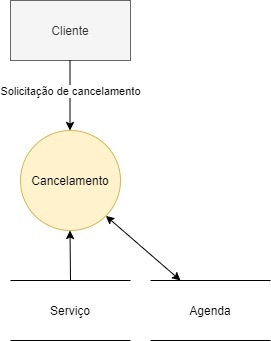 Cliente
Solicitação de cancelamento
Cancelamento
Serviço
Agenda